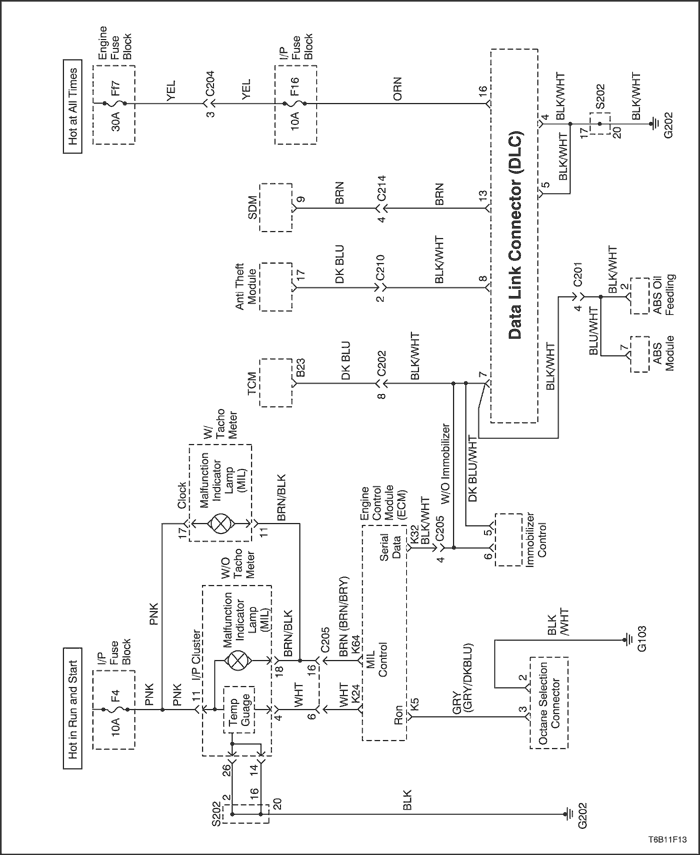 Hot at All Times
Engine
Fuse
Block
Ff7
30A
YEL
C204
3
YEL
I/P
Fuse
Block
F16
10A
ORN
16
Data Link Connector (DLC)
4
BLK/WHT
S202
17
20
BLK/WHT
G202
BLK/WHT
5
SDM
9
BRN
C214
4
BRN
13
Anti Theft
Module
17
DK BLU
C210
2
BLK/WHT
8
TCM
B23
DK BLU
C202
8
BLK/WHT
7
BLK/WHT
C201
4
BLK/WHT
2
ABS Oil
Feedling
BLU/WHT
7
ABS
Module
W/O Immobilizer
DK BLU/WHT
W/
Tacho
Meter
Clock
17
Malfunction
Indicator
Lamp
(MIL)
11
BRN/BLK
W/O
Tacho
Meter
PNK
Hot in Run and Start
I/P
Fuse
Block
F4
10A
PNK
PNK
11
I/P Cluster
Malfunction
Indicator
Lamp
(MIL)
18
BRN/BLK
C205
16
BRN (BRN/BRY)
K64
MIL
Control
Temp
Guage
4
WHT
6
WHT
K24
Engine
Control
Module
(ECM)
Serial
Data
K32
BLK/WHT
C205
4
6
5
Immobilizer
Control
Ron
K5
GRY
(GRY/DKBLU)
3
2
Octane Selection
Connector
BLK
/WHT
G103
26
14
2
16
S202
20
BLK
G202
T6B11F13